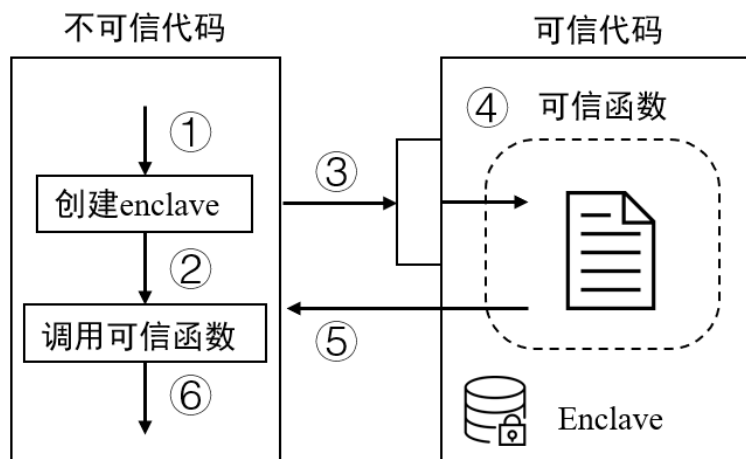 不可信代码
可信代码
①
创建enclave
②
调用可信函数
⑥
③
⑤
④
可信函数
Enclave